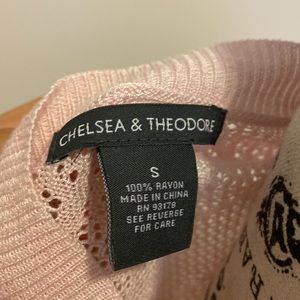 CHELSEA & THEODORE
S
100% RAYON
MADE IN CHINA
RN 93178
SEE REVERSE
FOR CARE